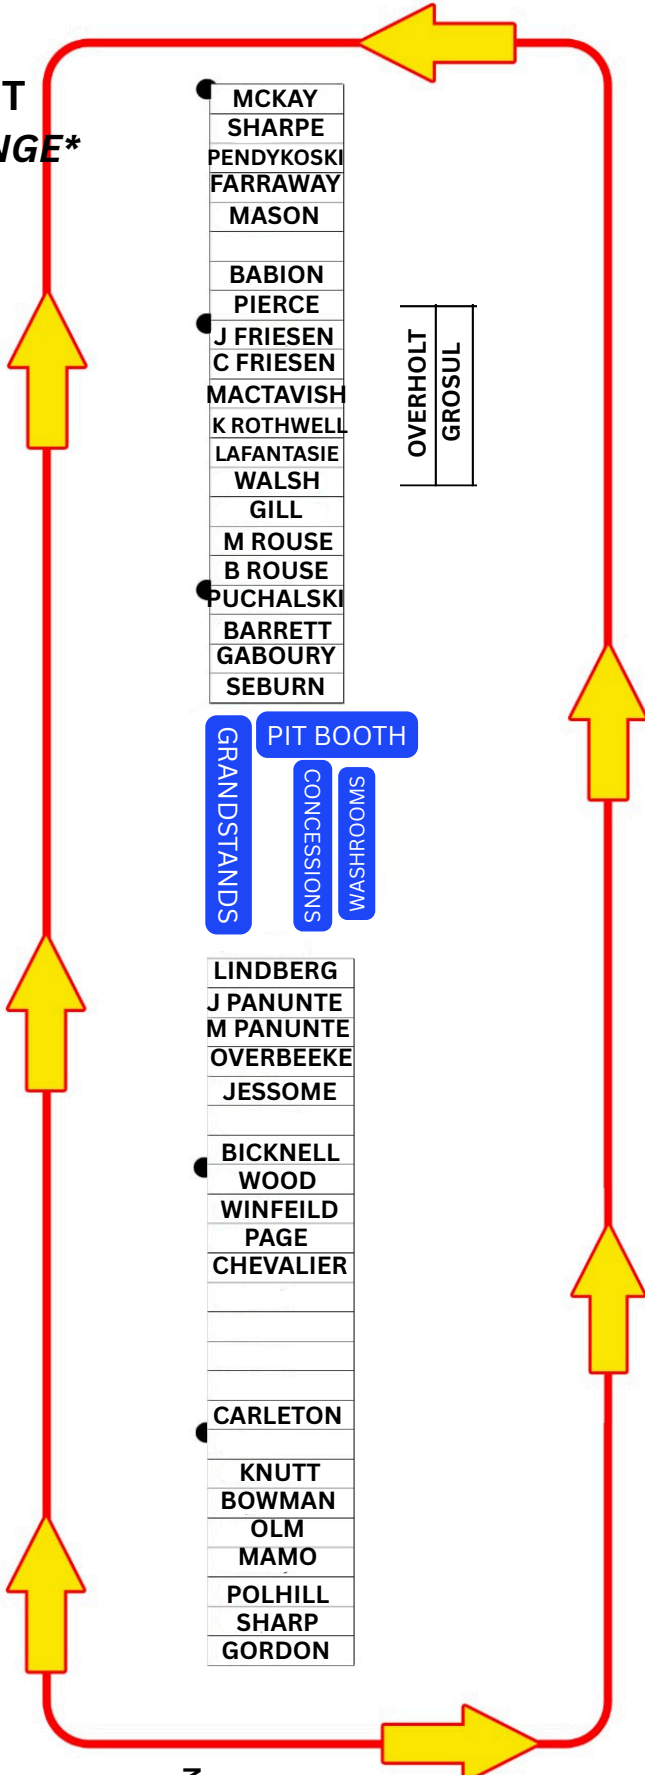 T
NGE*
MCKAY
SHARPE
PENDYKOSKI
FARRAWAY
MASON
BABION
PIERCE
J FRIESEN
C FRIESEN
MACTAVISH
K ROTHWELL
LAFANTASIE
WALSH
GILL
M ROUSE
B ROUSE
PUCHALSKI
BARRETT
GABOURY
SEBURN
OVERHOLT
GROSUL
PIT BOOTH
GRANDSTANDS
CONCESSIONS
WASHROOMS
LINDBERG
J PANUNTE
M PANUNTE
OVERBEEKE
JESSOME
BICKNELL
WOOD
WINFEILD
PAGE
CHEVALIER
CARLETON
KNUTT
BOWMAN
OLM
MAMO
POLHILL
SHARP
GORDON